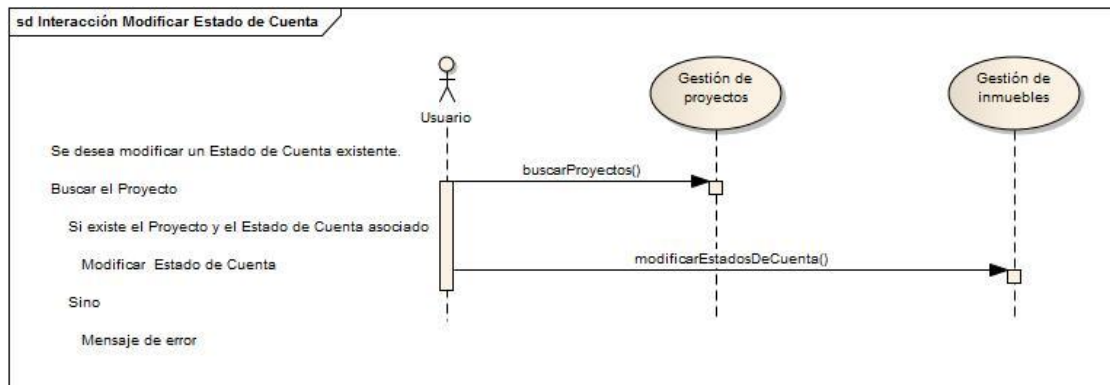 sd Interacción Modificar Estado de Cuenta
Usuario
Gestión de
proyectos
Gestión de
inmuebles
Se desea modificar un Estado de Cuenta existente.
buscarProyectos()
Buscar el Proyecto
Si existe el Proyecto y el Estado de Cuenta asociado
modificarEstadosDeCuenta()
Modificar Estado de Cuenta
Sino
Mensaje de error